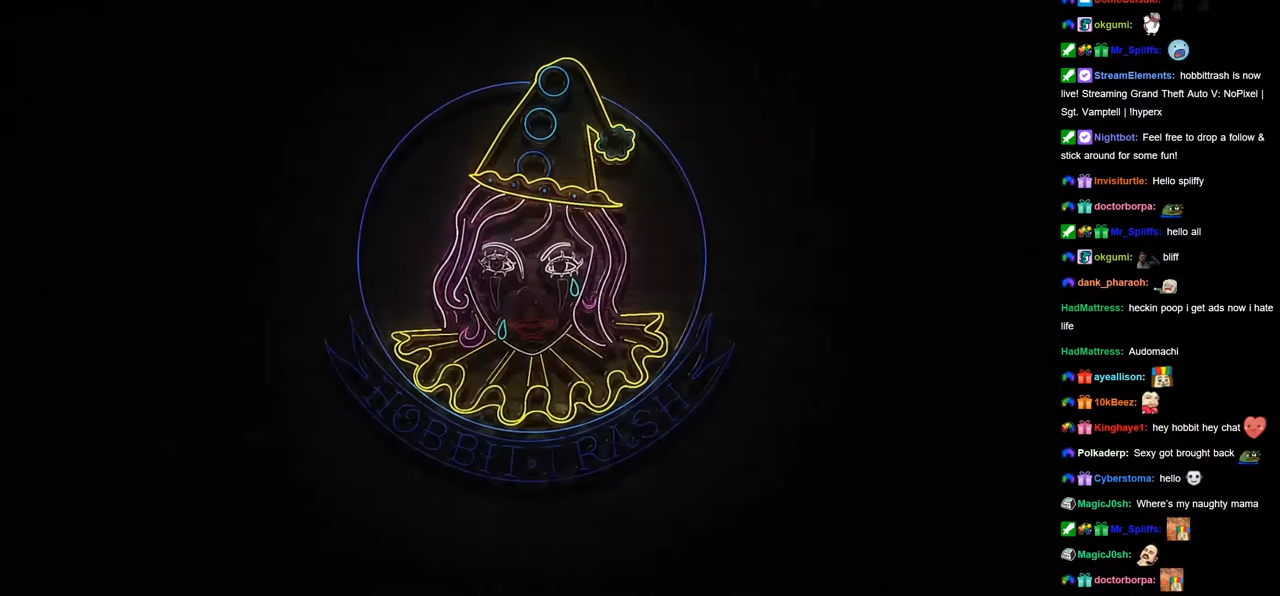 HOBBIT TRASH
okgumi:
Mr_Spliffs:
StreamElements: hobbittrash is now
live! Streaming Grand Theft Auto V: NoPixel |
Sgt. Vamptell | !hyperx
Nightbot: Feel free to drop a follow &
stick around for some fun!
Invisiturtle: Hello spliffy
doctorborpa:
Mr_Spliffs: hello all
okgumi: bliff
dank_pharaoh:
HadMattress: heckin poop i get ads now i hate
life
HadMattress: Audomachi
ayeallison:
10kBeez:
Kinghaye1: hey hobbit hey chat
Polkaderp: Sexy got brought back
Cyberstoma: hello
MagicJ0sh: Where's my naughty mama
Mr_Spliffs:
MagicJ0sh:
doctorborpa: